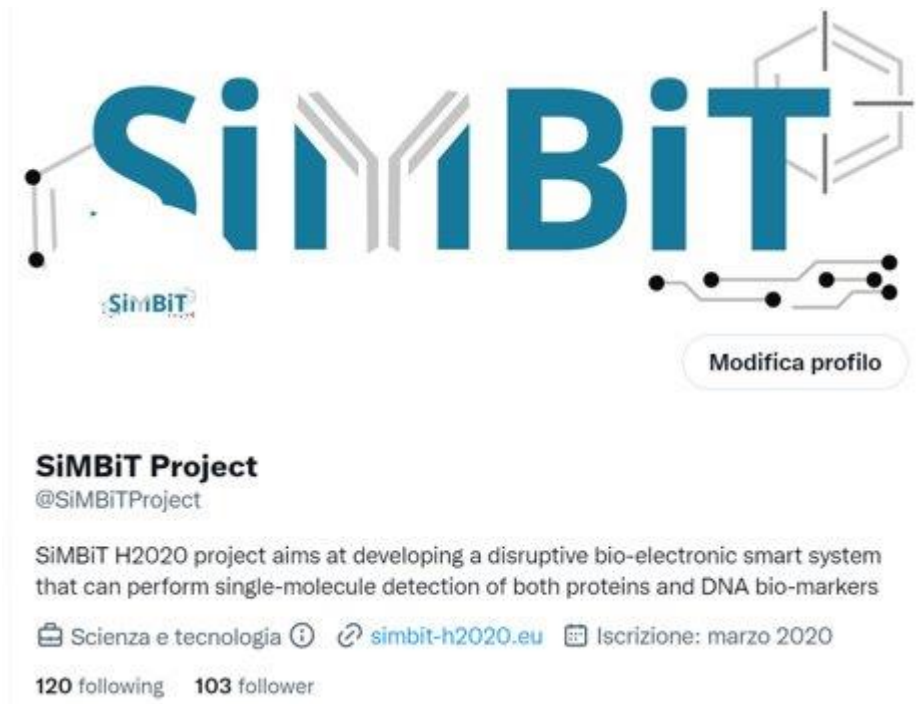 SiMBiT
SiMBiT
Modifica profilo
SiMBiT Project
@SiMBiTProject
SiMBiT H2020 project aims at developing a disruptive bio-electronic smart system
that can perform single-molecule detection of both proteins and DNA bio-markers
Scienza e tecnologia simbit-h2020.eu Iscrizione: marzo 2020
120 following 103 follower